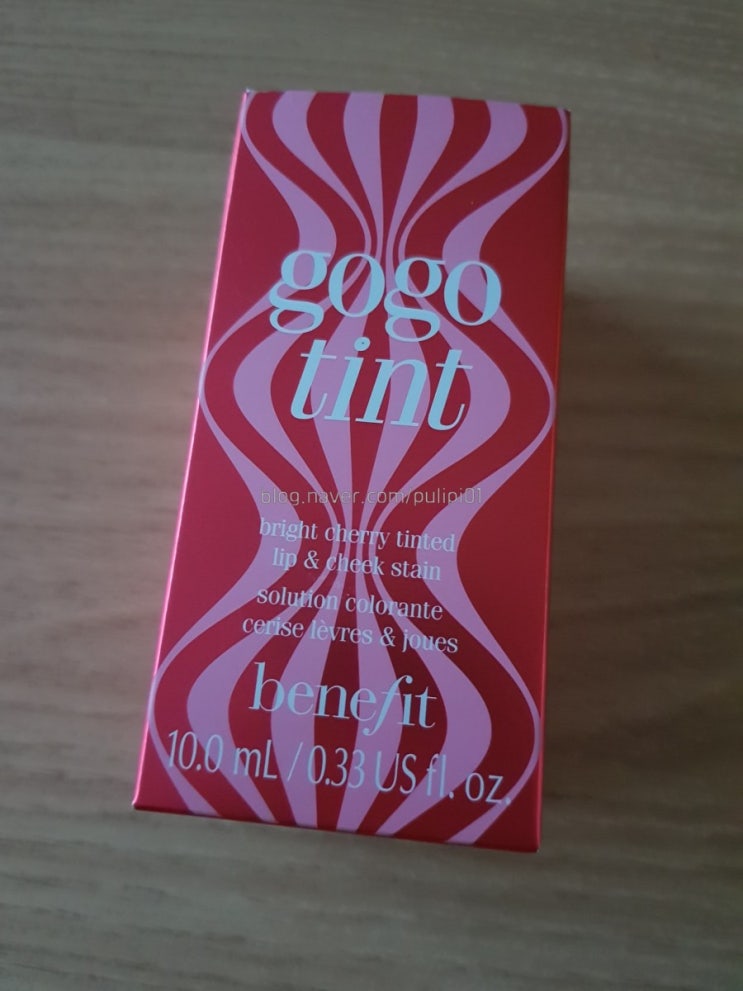 gogo
tint
blog.naver.com/pulipi01
bright cherry tinted
lip & cheek stain
solution colorante
cerise lèvres & joues
benefit
10.0 mL / 0.33 US fl. oz.